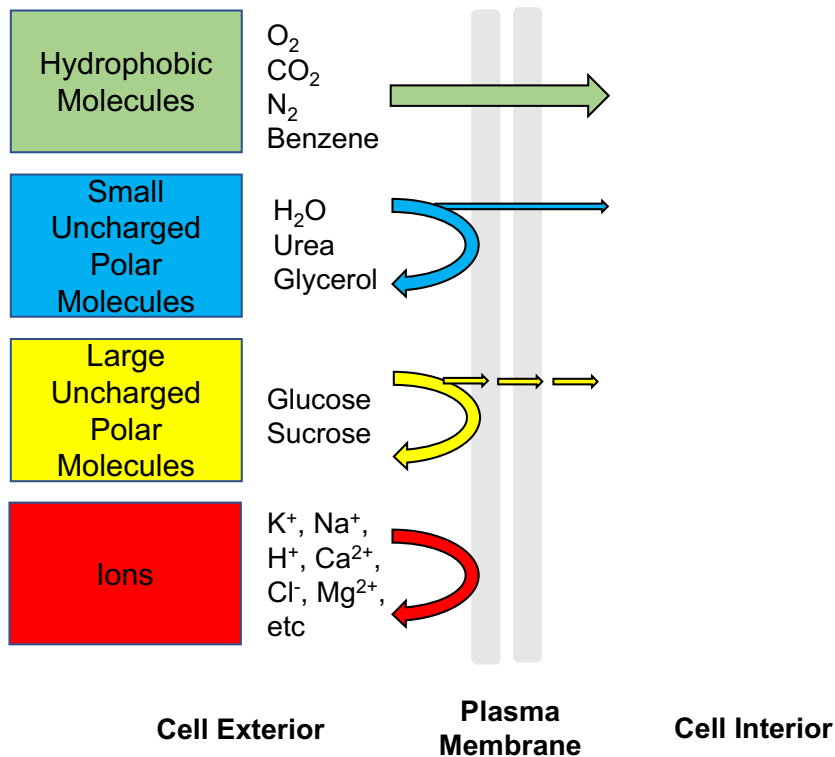 Hydrophobic
Molecules
O₂
CO₂
N₂
Benzene
Small
Uncharged
Polar
Molecules
H₂O
Urea
Glycerol
Large
Uncharged
Polar
Molecules
Glucose
Sucrose
Ions
K⁺, Na⁺,
H⁺, Ca²⁺,
Cl⁻, Mg²⁺,
etc
Cell Exterior
Plasma
Membrane
Cell Interior